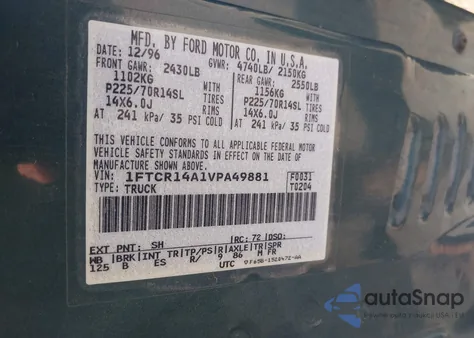 MFD. BY FORD MOTOR CO. IN U.S.A.
DATE: 12/96 GVWR: 4740LB/ 2150KG
FRONT GAWR: 2430LB REAR GAWR: 2550LB
1102KG WITH 1156KG WITH
P225/70R14SL TIRES P225/70R14SL TIRES
14X6.0J RIMS 14X6.0J RIMS
AT 241 kPa/ 35 PSI COLD AT 241 kPa/ 35 PSI COLD
THIS VEHICLE CONFORMS TO ALL APPLICABLE FEDERAL
MOTOR VEHICLE SAFETY STANDARDS IN EFFECT ON THE DATE OF
MANUFACTURE SHOWN ABOVE.
VIN: 1FTCR14A1VPA49881 F0031
TYPE: TRUCK T0204
EXT PNT: SH RC: 72 DSO:
WB BRK INT TR TP/PS R AXLE TR SPR
125 B ES R/ 9 86 M FR
UTC
autoSnap